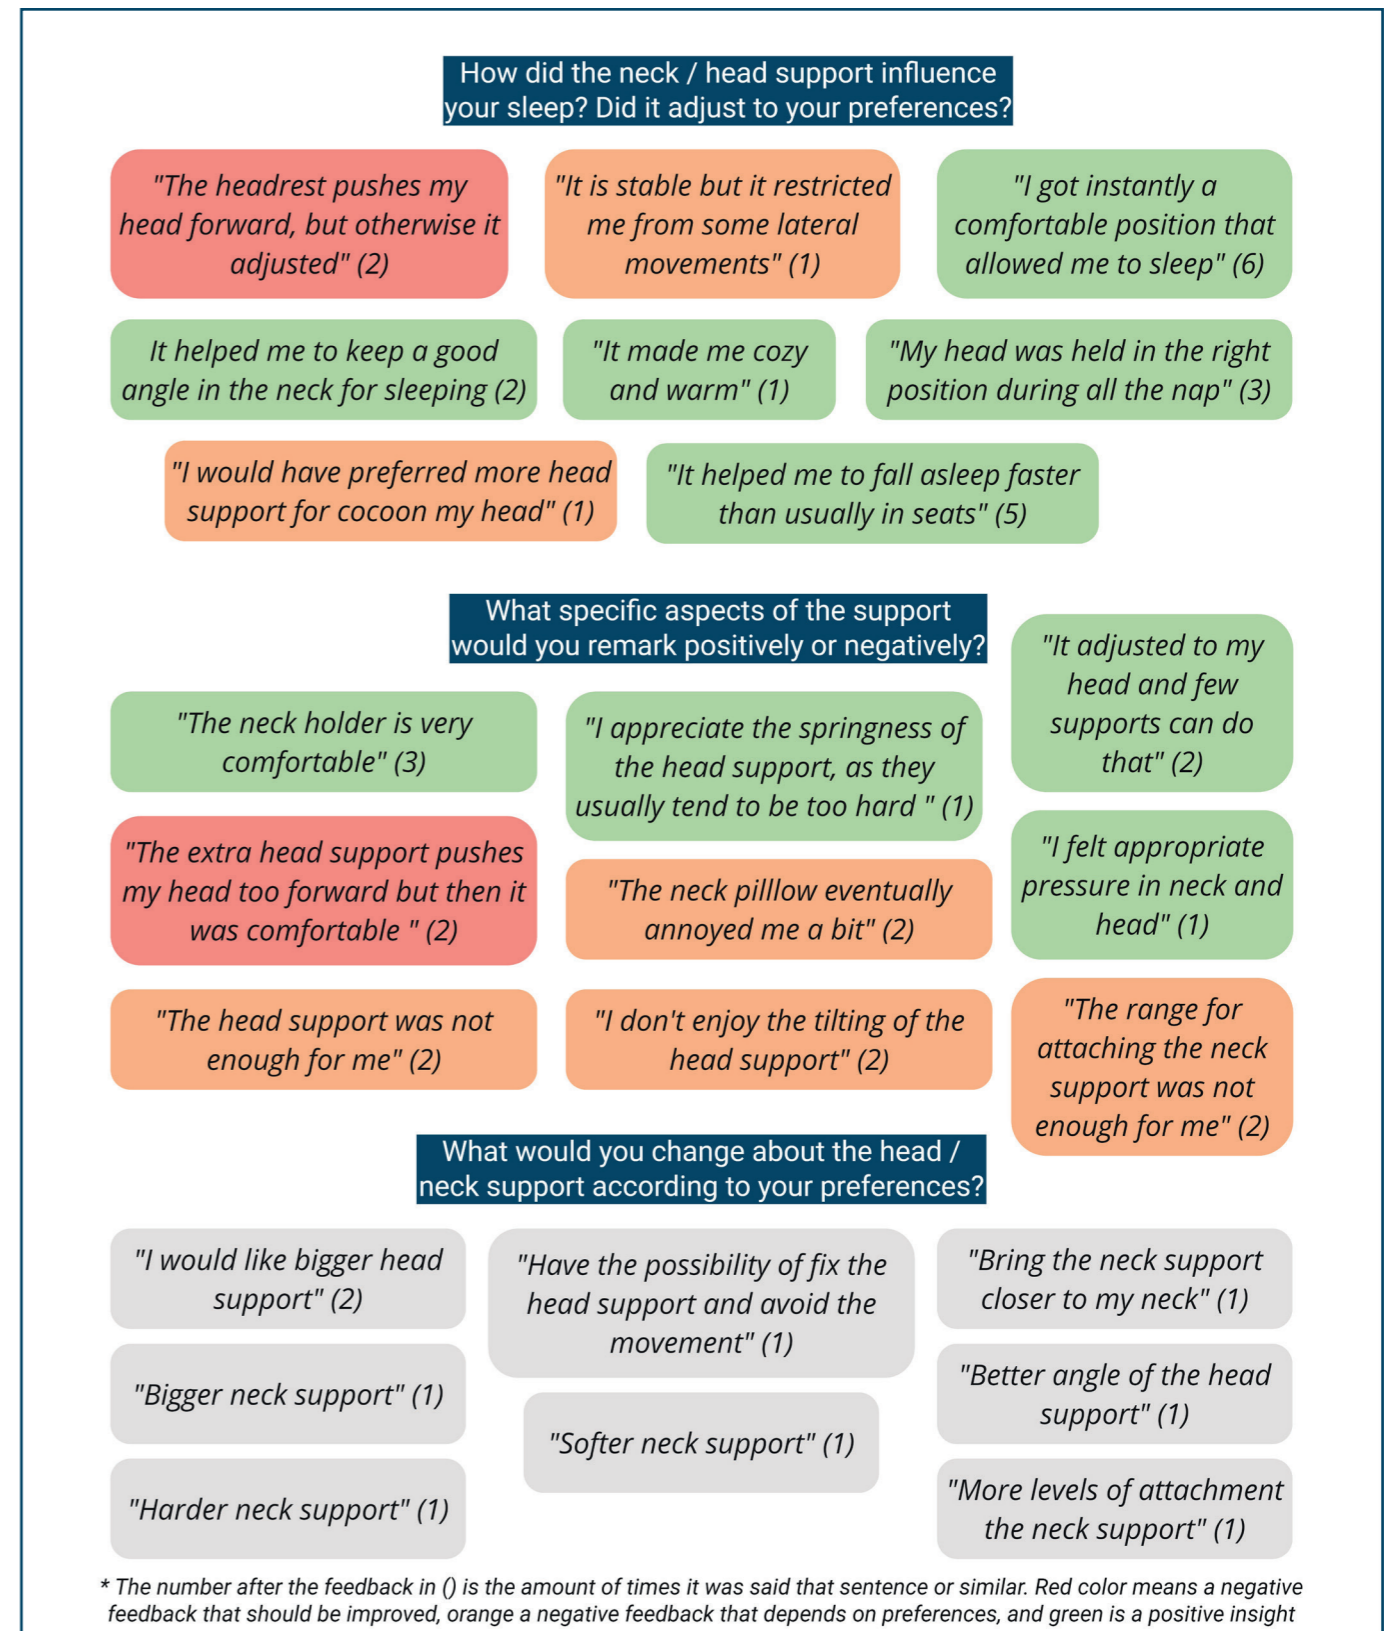 How did the neck / head support influence
your sleep? Did it adjust to your preferences?
"The headrest pushes my
head forward, but otherwise it
adjusted" (2)
"It is stable but it restricted
me from some lateral
movements" (1)
"I got instantly a
comfortable position that
allowed me to sleep" (6)
It helped me to keep a good
angle in the neck for sleeping (2)
"It made me cozy
and warm" (1)
"My head was held in the right
position during all the nap" (3)
"I would have preferred more head
support for cocoon my head" (1)
"It helped me to fall asleep faster
than usually in seats" (5)
What specific aspects of the support
would you remark positively or negatively?
"It adjusted to my
head and few
supports can do
that" (2)
"The neck holder is very
comfortable" (3)
"I appreciate the springness of
the head support, as they
usually tend to be too hard " (1)
"The extra head support pushes
my head too forward but then it
was comfortable " (2)
"The neck pilllow eventually
annoyed me a bit" (2)
"I felt appropriate
pressure in neck and
head" (1)
"The head support was not
enough for me" (2)
"I don't enjoy the tilting of the
head support" (2)
"The range for
attaching the neck
support was not
enough for me" (2)
What would you change about the head /
neck support according to your preferences?
"I would like bigger head
support" (2)
"Have the possibility of fix the
head support and avoid the
movement" (1)
"Bring the neck support
closer to my neck" (1)
"Bigger neck support" (1)
"Softer neck support" (1)
"Better angle of the head
support" (1)
"Harder neck support" (1)
"More levels of attachment
the neck support" (1)
* The number after the feedback in () is the amount of times it was said that sentence or similar. Red color means a negative
feedback that should be improved, orange a negative feedback that depends on preferences, and green is a positive insight